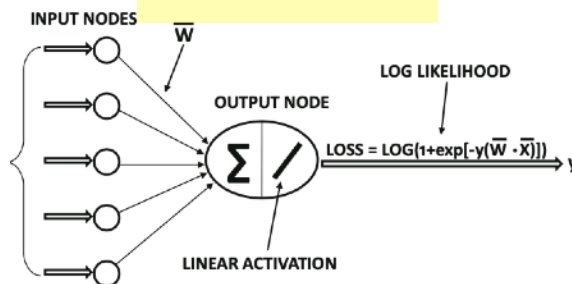 INPUT NODES
W
LOG LIKELIHOOD
OUTPUT NODE
Σ
LOSS = LOG(1+exp[-y(W · X)])
y
LINEAR ACTIVATION